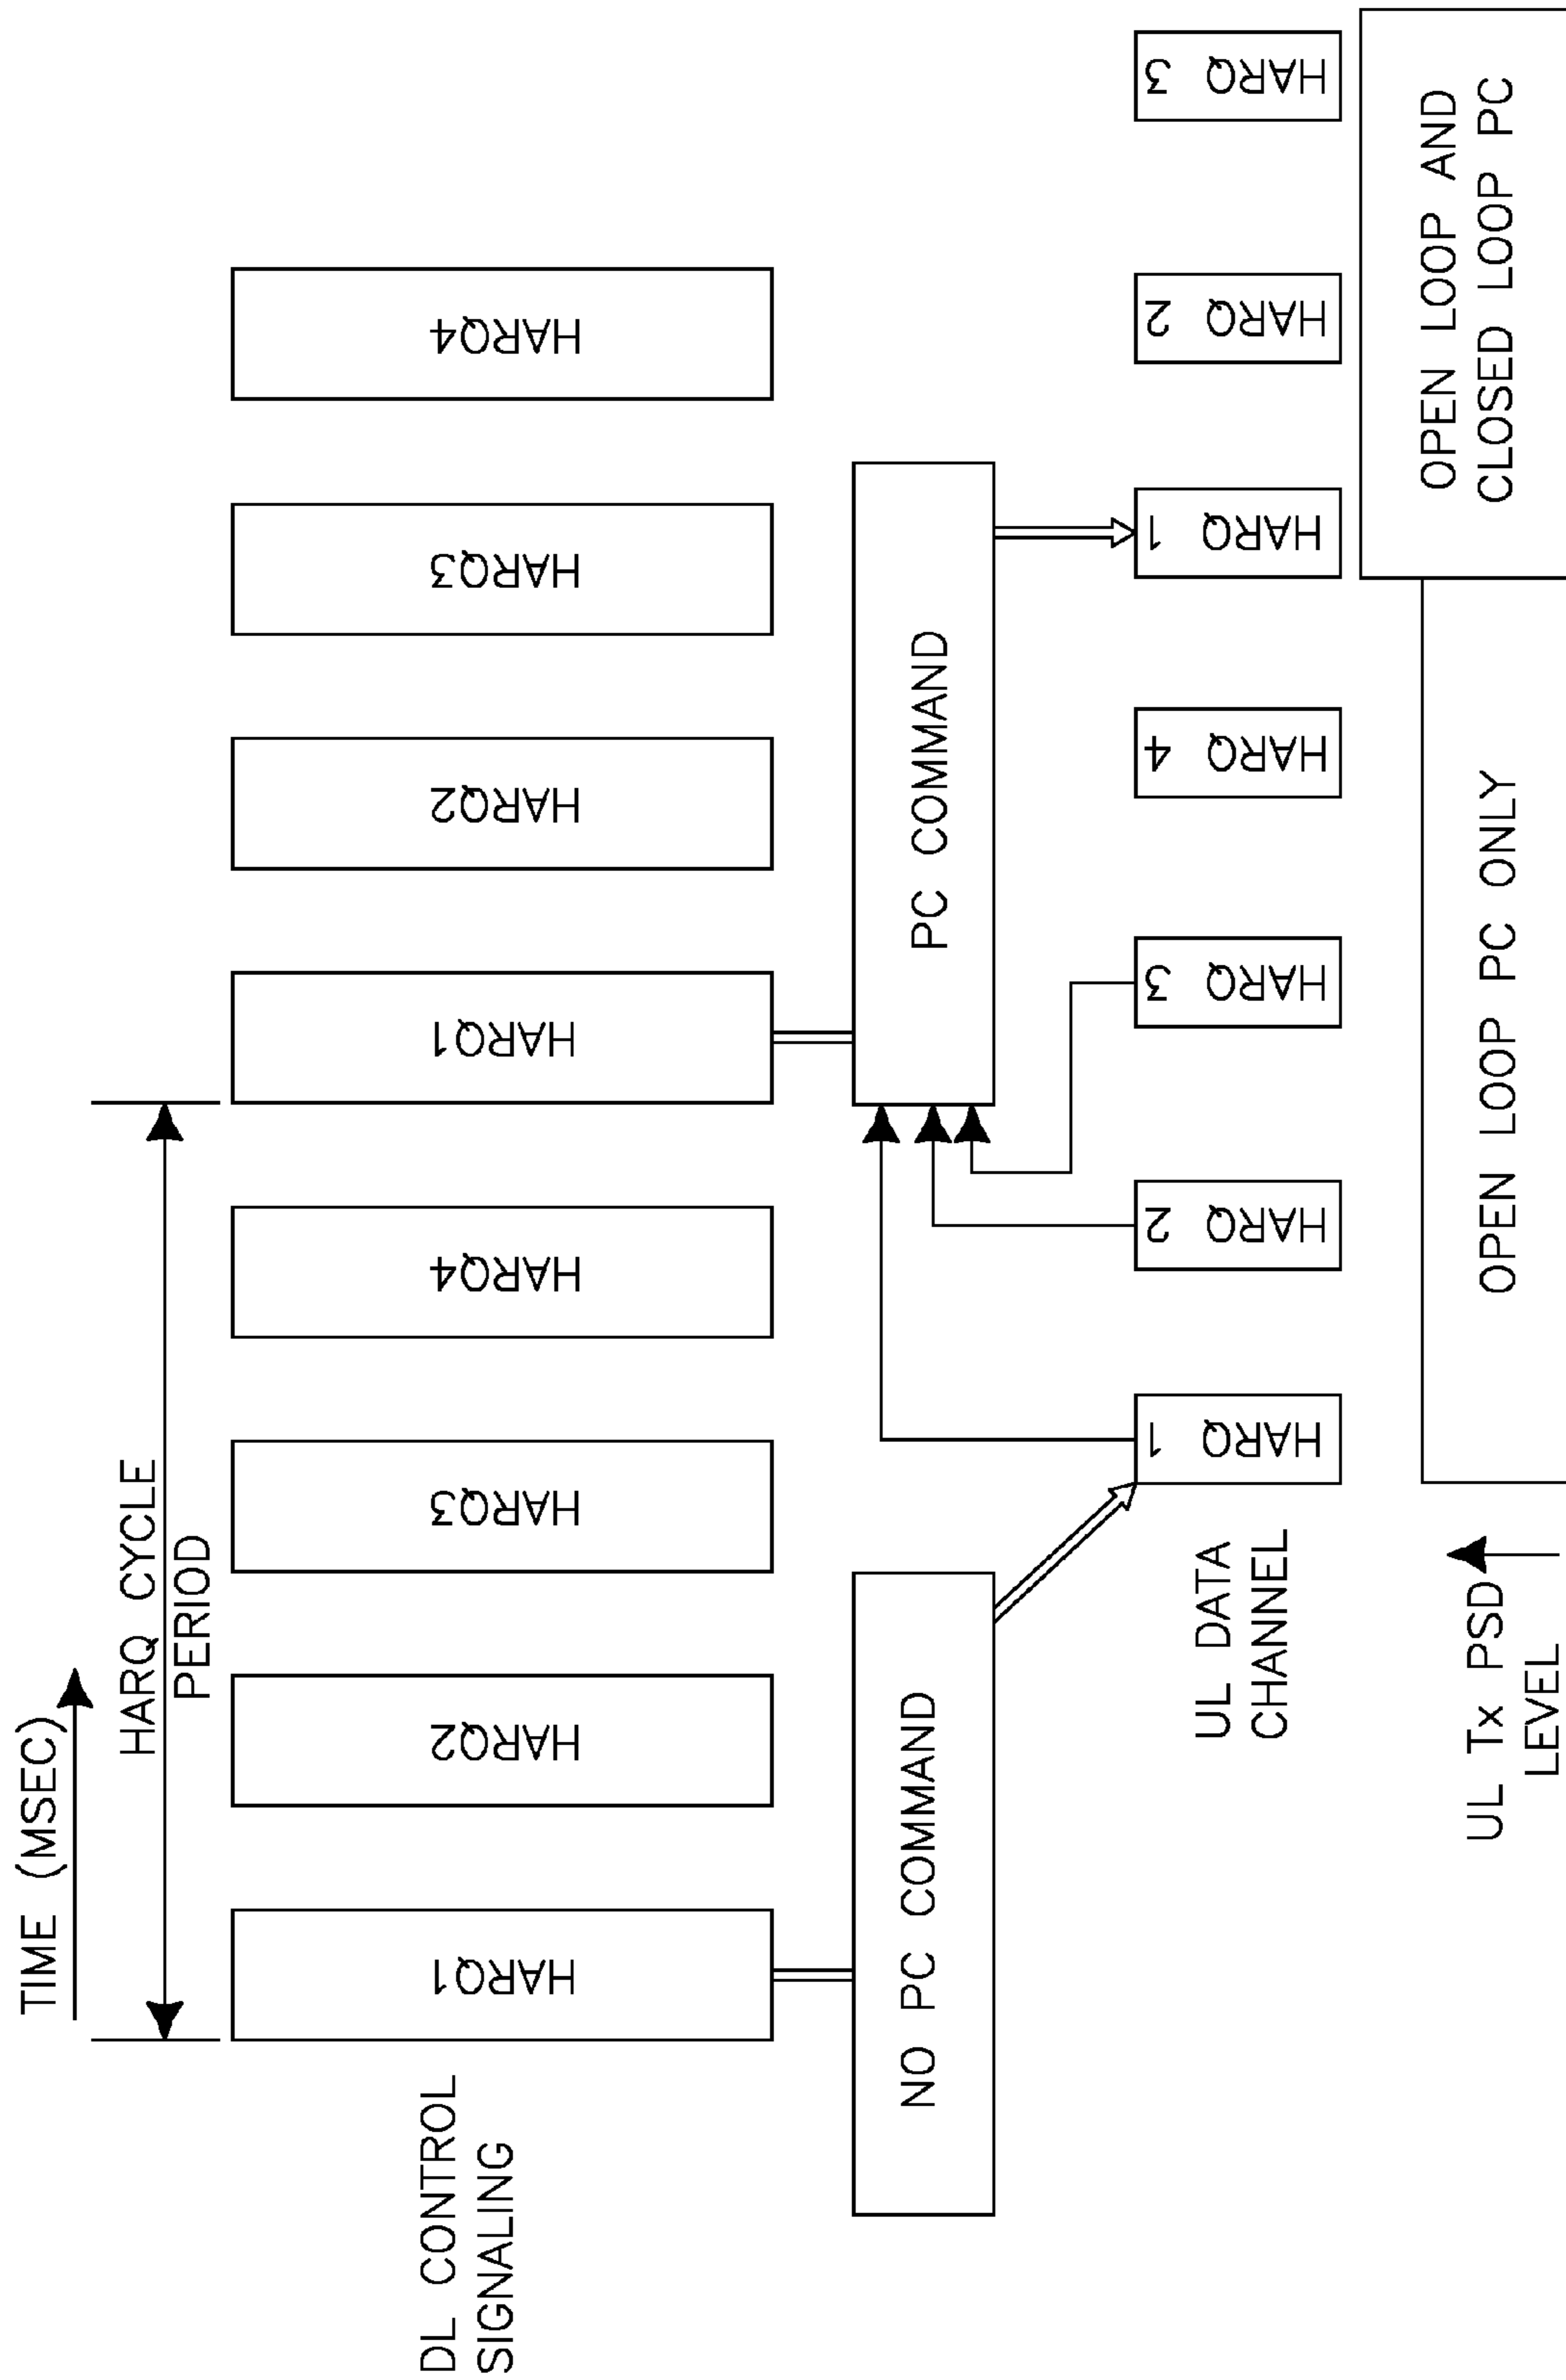 TIME (MSEC)
HARQ CYCLE
PERIOD
DL CONTROL
SIGNALING
HARQ1
HARQ2
HARQ3
HARQ4
HARQ1
HARQ2
HARQ3
HARQ4
NO PC COMMAND
PC COMMAND
UL DATA
CHANNEL
HARQ 1
HARQ 2
HARQ 3
HARQ 4
HARQ 1
HARQ 2
HARQ 3
UL Tx PSD
LEVEL
OPEN LOOP PC ONLY
OPEN LOOP AND
CLOSED LOOP PC